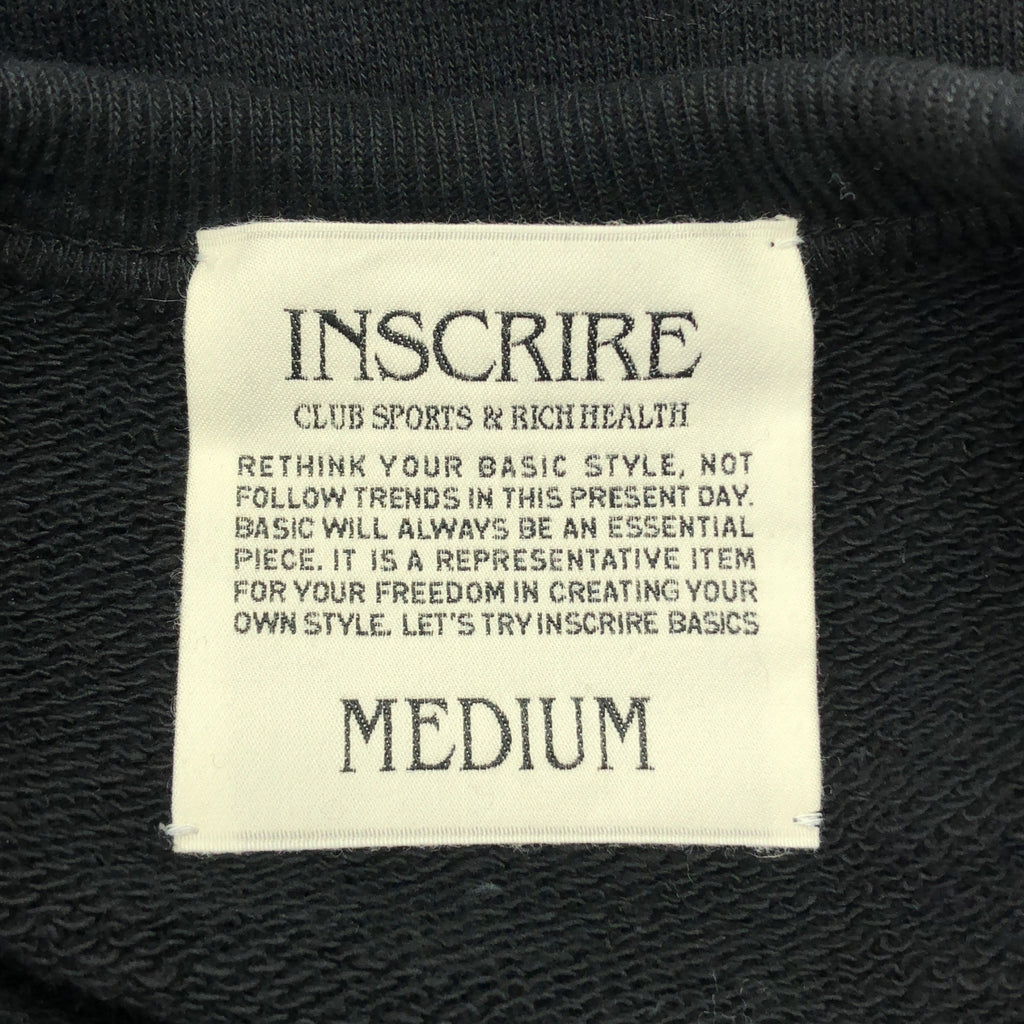 INSCRIRE
CLUB SPORTS & RICH HEALTH
RETHINK YOUR BASIC STYLE, NOT
FOLLOW TRENDS IN THIS PRESENT DAY.
BASIC WILL ALWAYS BE AN ESSENTIAL
PIECE. IT IS A REPRESENTATIVE ITEM
FOR YOUR FREEDOM IN CREATING YOUR
OWN STYLE. LET'S TRY INSCRIRE BASICS
MEDIUM